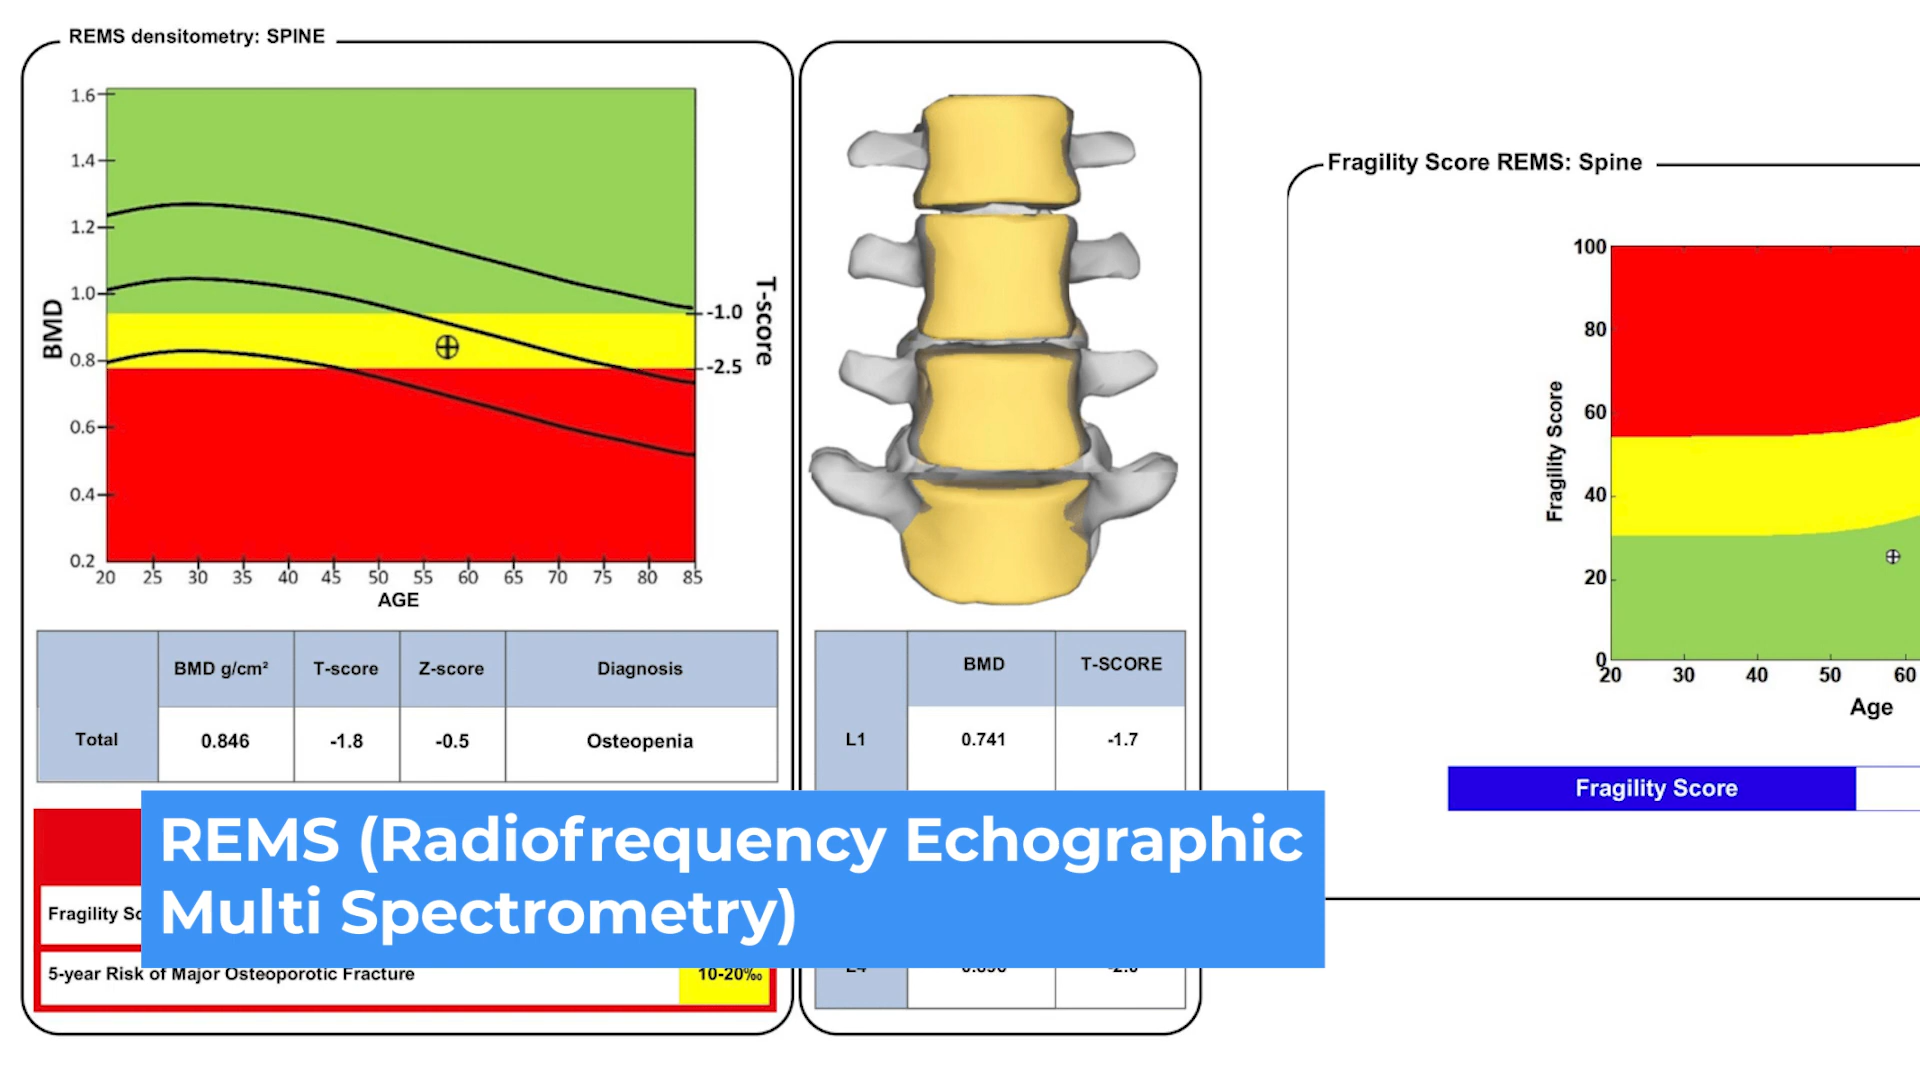 REMS densitometry: SPINE
1.6
1.4
1.2
1.0
0.8
0.6
0.4
0.2
BMD
-1.0
-2.5
T-score
20 25 30 35 40 45 50 55 60 65 70 75 80 85
AGE
BMD g/cm² T-score Z-score Diagnosis
Total 0.846 -1.8 -0.5 Osteopenia
Fragility
5-year Risk of Major Osteoporotic Fracture 10-20‰
BMD T-SCORE
L1 0.741 -1.7
REMS (Radiofrequency Echographic
Multi Spectrometry)
Fragility Score REMS: Spine
100
80
60
40
20
0
Fragility Score
20 30 40 50 60
Age
Fragility Score